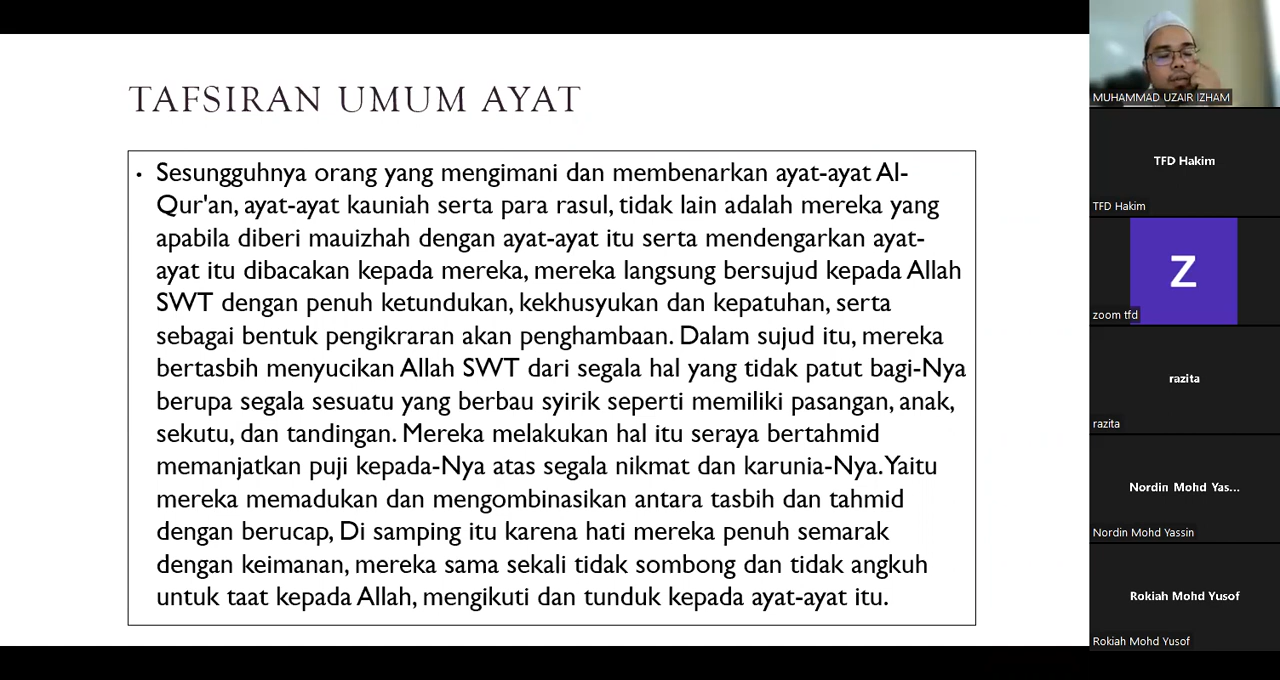 TAFSIRAN UMUM AYAT
• Sesungguhnya orang yang mengimani dan membenarkan ayat-ayat Al-
Qur'an, ayat-ayat kauniah serta para rasul, tidak lain adalah mereka yang
apabila diberi mauizhah dengan ayat-ayat itu serta mendengarkan ayat-
ayat itu dibacakan kepada mereka, mereka langsung bersujud kepada Allah
SWT dengan penuh ketundukan, kekhusyukan dan kepatuhan, serta
sebagai bentuk pengikraran akan penghambaan. Dalam sujud itu, mereka
bertasbih menyucikan Allah SWT dari segala hal yang tidak patut bagi-Nya
berupa segala sesuatu yang berbau syirik seperti memiliki pasangan, anak,
sekutu, dan tandingan. Mereka melakukan hal itu seraya bertahmid
memanjatkan puji kepada-Nya atas segala nikmat dan karunia-Nya. Yaitu
mereka memadukan dan mengombinasikan antara tasbih dan tahmid
dengan berucap, Di samping itu karena hati mereka penuh semarak
dengan keimanan, mereka sama sekali tidak sombong dan tidak angkuh
untuk taat kepada Allah, mengikuti dan tunduk kepada ayat-ayat itu.
MUHAMMAD UZAIR IZHAM
TFD Hakim
TFD Hakim
Z
zoom tfd
razita
razita
Nordin Mohd Yas...
Nordin Mohd Yassin
Rokiah Mohd Yusof
Rokiah Mohd Yusof